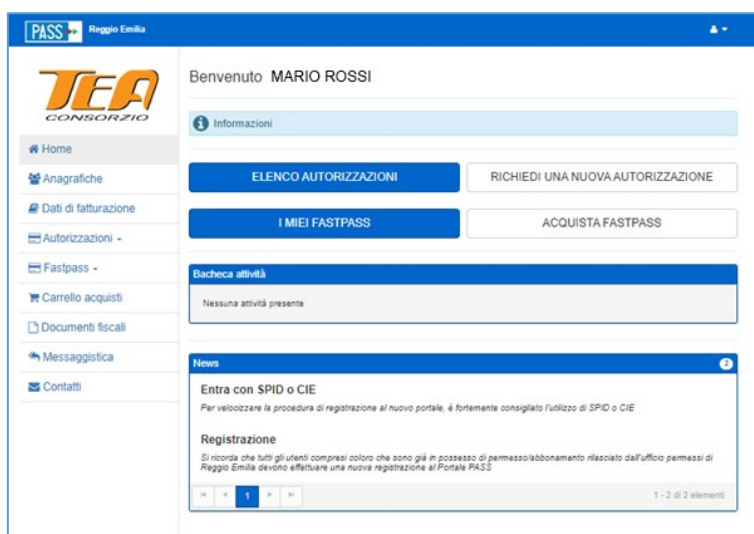 PASS Reggio Emilia
TEA
CONSORZIO
Home
Anagrafiche
Dati di fatturazione
Autorizzazioni
Fastpass
Carrello acquisti
Documenti fiscali
Messaggistica
Contatti
Benvenuto MARIO ROSSI
Informazioni
ELENCO AUTORIZZAZIONI
RICHIEDI UNA NUOVA AUTORIZZAZIONE
I MIEI FASTPASS
ACQUISTA FASTPASS
Bacheca attività
Nessuna attività presente
News 2
Entra con SPID o CIE
Per velocizzare la procedura di registrazione al nuovo portale, è fortemente consigliato l'utilizzo di SPID o CIE
Registrazione
Si ricorda che tutti gli utenti compresi coloro che sono già in possesso di permesso/abbonamento rilasciato dall'ufficio permessi di
Reggio Emilia devono effettuare una nuova registrazione al Portale PASS
1
1 - 2 di 2 elementi